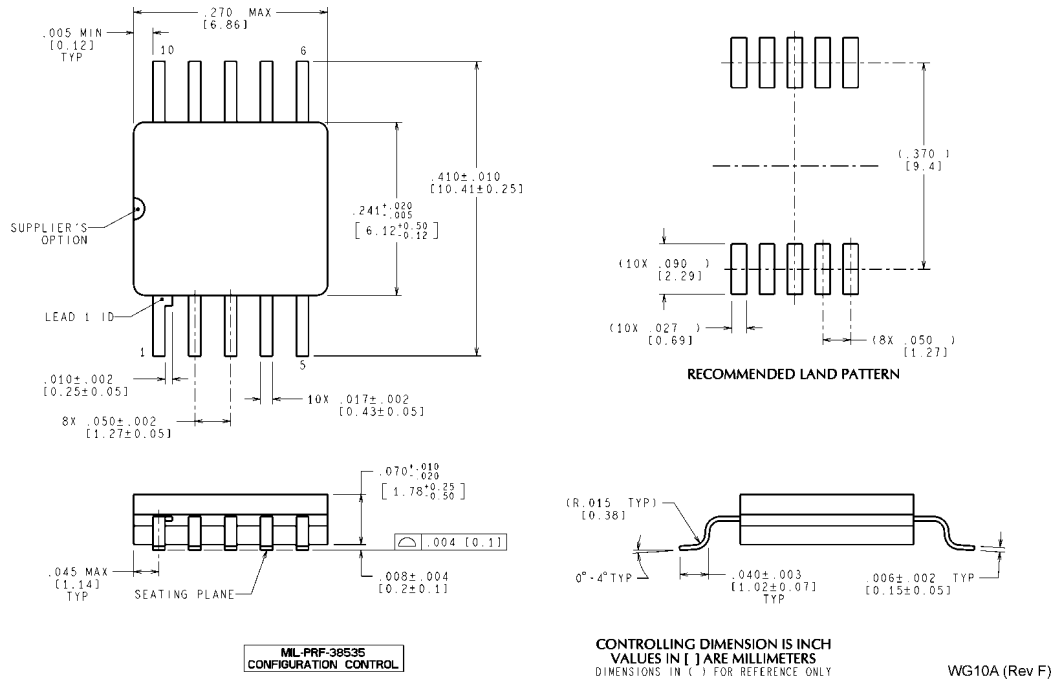 .270 MAX
[6.86]
.005 MIN
[0.12]
TYP
10
6
.410±.010
[10.41±0.25]
.241+.020
-.005
[ 6.12+0.50
-0.12 ]
SUPPLIER'S
OPTION
LEAD 1 ID
1
5
.010±.002
[0.25±0.05]
10X .017±.002
[0.43±0.05]
8X .050±.002
[1.27±0.05]
(.370 )
[9.4]
(10X .090 )
[2.29]
(10X .027 )
[0.69]
(8X .050 )
[1.27]
RECOMMENDED LAND PATTERN
.070+.010
-.020
[ 1.78+0.25
-0.50 ]
.004 [0.1]
.045 MAX
[1.14]
TYP
SEATING PLANE
.008±.004
[0.2±0.1]
(R.015 TYP)
[0.38]
0°-4° TYP
.040±.003
[1.02±0.07]
TYP
.006±.002 TYP
[0.15±0.05]
MIL-PRF-38535
CONFIGURATION CONTROL
CONTROLLING DIMENSION IS INCH
VALUES IN [ ] ARE MILLIMETERS
DIMENSIONS IN ( ) FOR REFERENCE ONLY
WG10A (Rev F)